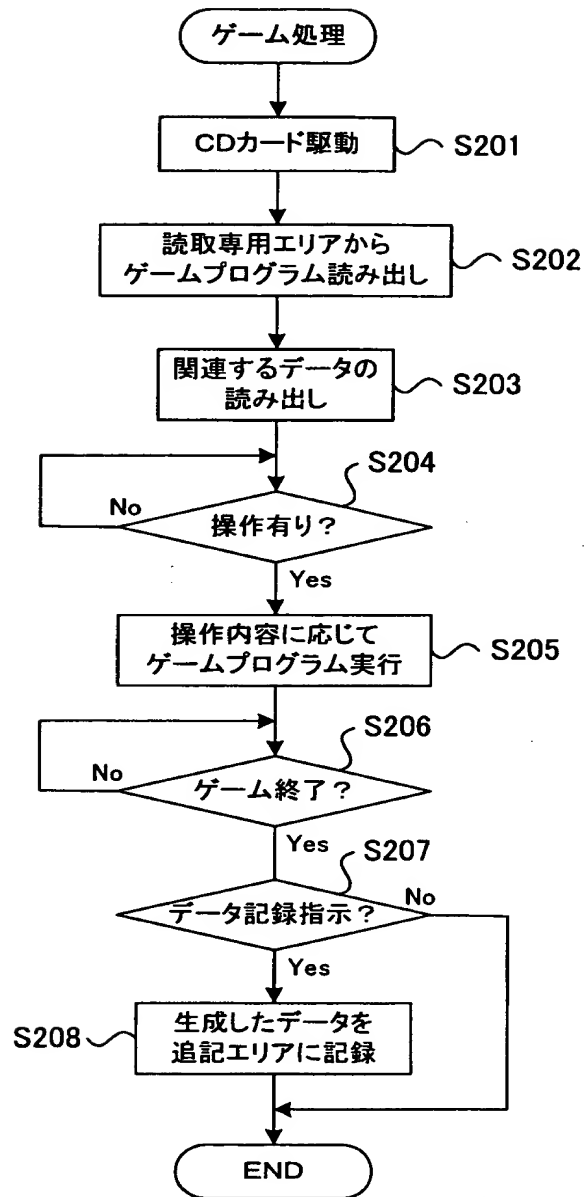 ゲーム処理
CDカード駆動
S201
読取専用エリアから
ゲームプログラム読み出し
S202
関連するデータの
読み出し
S203
S204
操作有り?
No
Yes
操作内容に応じて
ゲームプログラム実行
S205
S206
ゲーム終了?
No
Yes
S207
データ記録指示?
No
Yes
生成したデータを
追記エリアに記録
S208
END